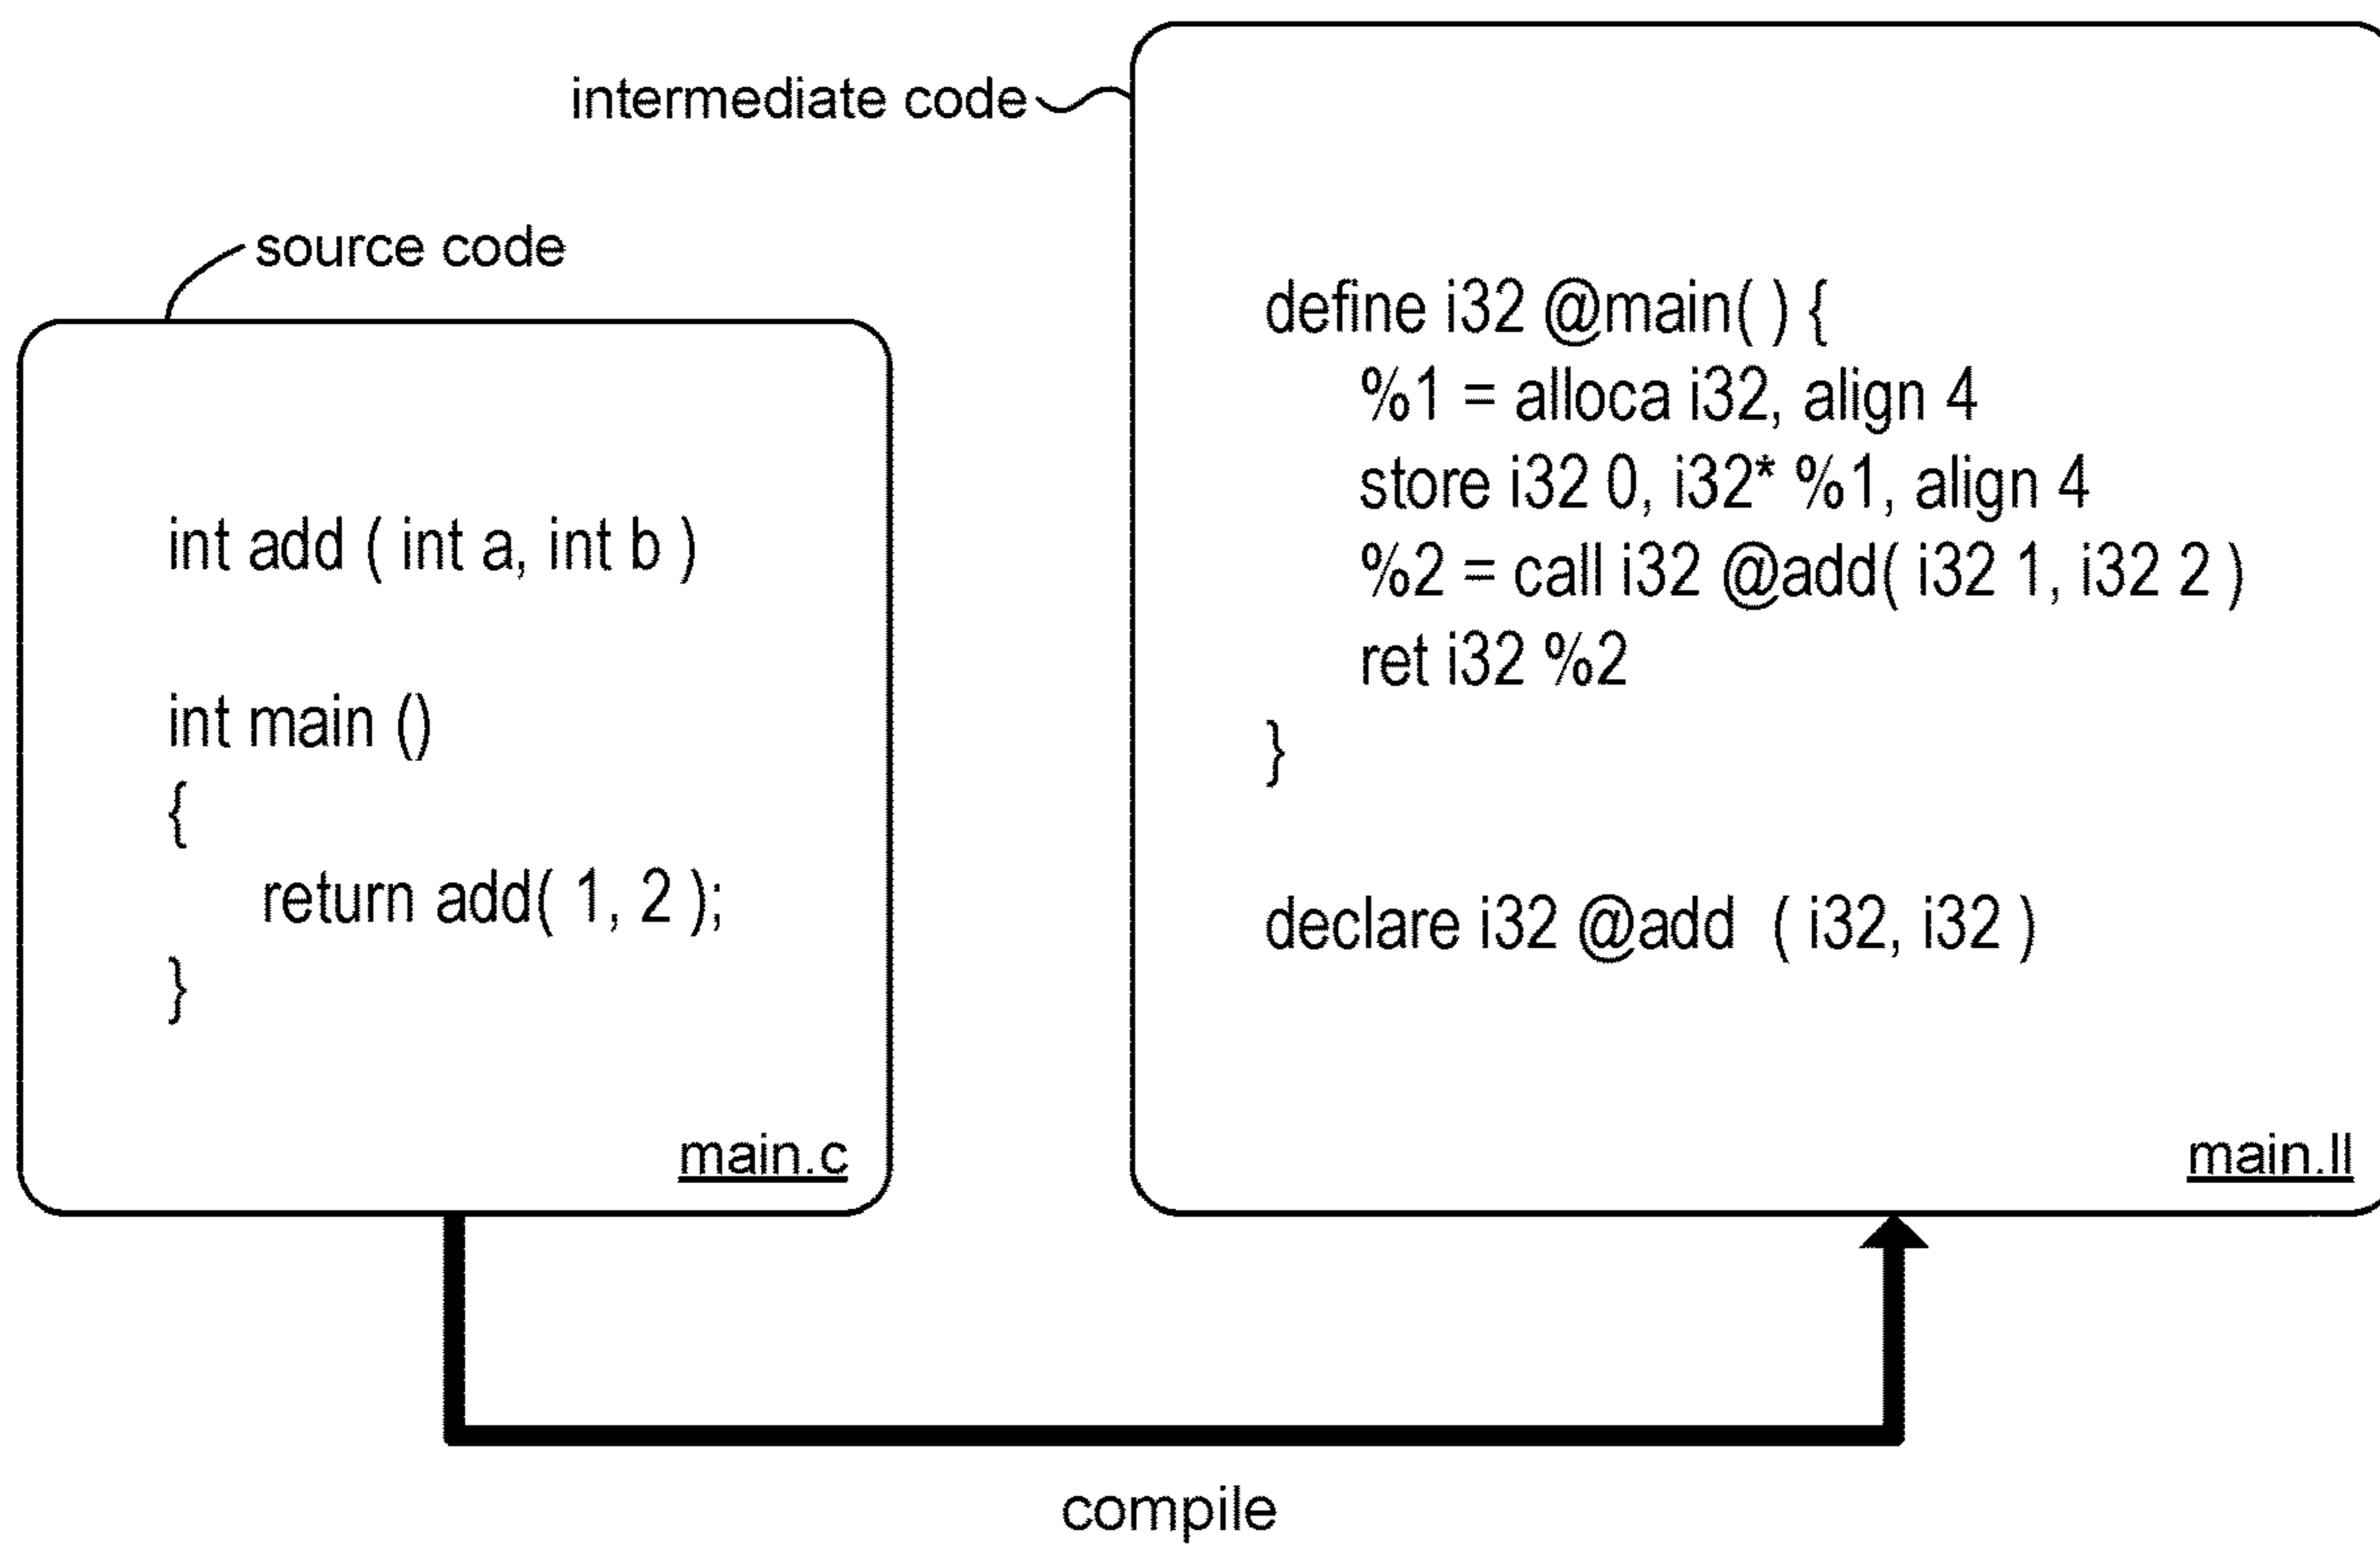 intermediate code
source code
int add ( int a, int b )
int main ()
{
return add( 1, 2 );
}
main.c
define i32 @main( ) {
%1 = alloca i32, align 4
store i32 0, i32* %1, align 4
%2 = call i32 @add( i32 1, i32 2 )
ret i32 %2
}
declare i32 @add ( i32, i32 )
main.ll
compile